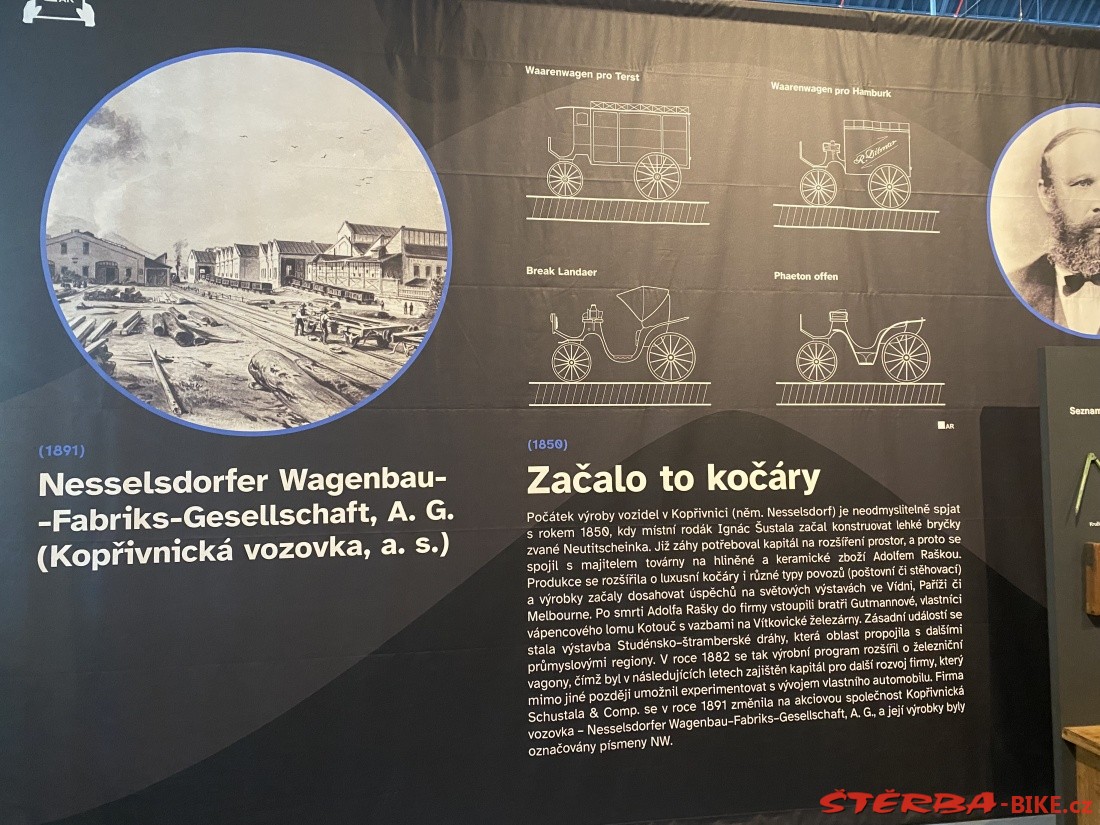 AR
Waarenwagen pro Terst
Waarenwagen pro Hamburk
R. Ditmar
Break Landaer
Phaeton offen
AR
(1891)
Nesselsdorfer Wagenbau-
-Fabriks-Gesellschaft, A. G.
(Kopřivnická vozovka, a. s.)
(1850)
Začalo to kočáry
Počátek výroby vozidel v Kopřivnici (něm. Nesselsdorf) je neodmyslitelně spjat
s rokem 1850, kdy místní rodák Ignác Šustala začal konstruovat lehké bryčky
zvané Neutitscheinka. Již záhy potřeboval kapitál na rozšíření prostor, a proto se
spojil s majitelem továrny na hliněné a keramické zboží Adolfem Raškou.
Produkce se rozšířila o luxusní kočáry i různé typy povozů (poštovní či stěhovací)
a výrobky začaly dosahovat úspěchů na světových výstavách ve Vídni, Paříži či
Melbourne. Po smrti Adolfa Rašky do firmy vstoupili bratři Gutmannové, vlastníci
vápencového lomu Kotouč s vazbami na Vítkovické železárny. Zásadní událostí se
stala výstavba Studénsko-štramberské dráhy, která oblast propojila s dalšími
průmyslovými regiony. V roce 1882 se tak výrobní program rozšířil o železniční
vagony, čímž byl v následujících letech zajištěn kapitál pro další rozvoj firmy, který
mimo jiné později umožnil experimentovat s vývojem vlastního automobilu. Firma
Schustala & Comp. se v roce 1891 změnila na akciovou společnost Kopřivnická
vozovka – Nesselsdorfer Wagenbau-Fabriks-Gesellschaft, A. G., a její výrobky byly
označovány písmeny NW.
Seznam
ŠTĚRBA-BIKE.cz